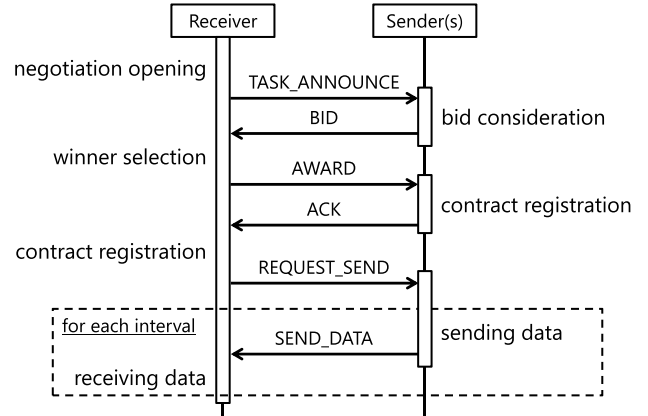 Receiver
Sender(s)
negotiation opening
TASK_ANNOUNCE
BID
bid consideration
winner selection
AWARD
ACK
contract registration
contract registration
REQUEST_SEND
for each interval
SEND_DATA
sending data
receiving data